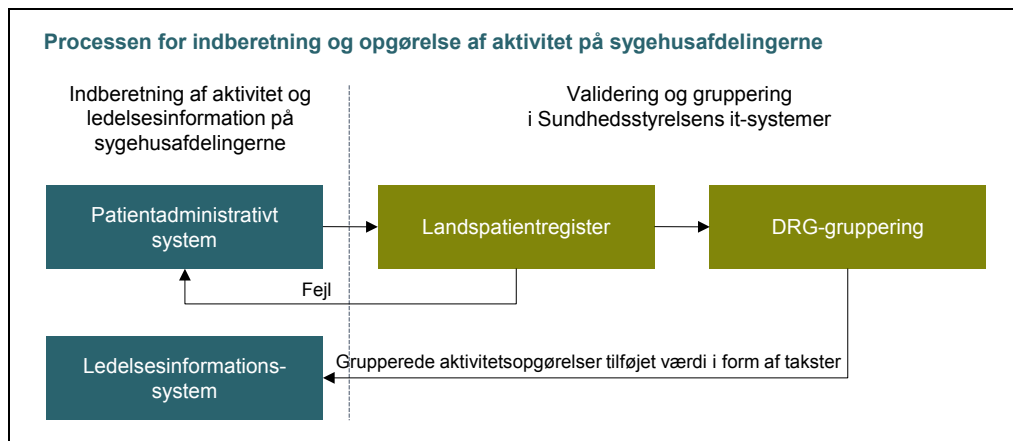 Processen for indberetning og opgørelse af aktivitet på sygehusafdelingerne
Indberetning af aktivitet og
ledelsesinformation på
sygehusafdelingerne
Validering og gruppering
i Sundhedsstyrelsens it-systemer
Patientadministrativt
system
Landspatientregister
DRG-gruppering
Fejl
Ledelsesinformations-
system
Grupperede aktivitetsopgørelser tilføjet værdi i form af takster